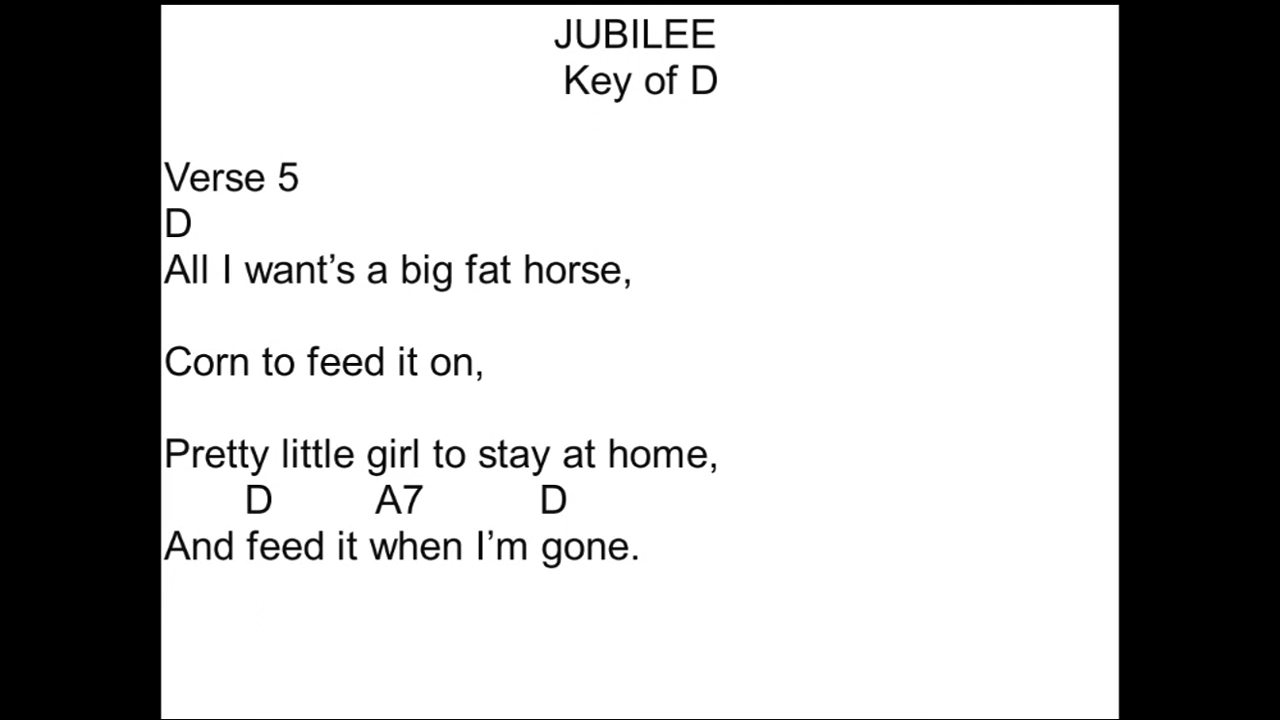 JUBILEE
Key of D
Verse 5
D
All I want’s a big fat horse,
Corn to feed it on,
Pretty little girl to stay at home,
D A7 D
And feed it when I’m gone.